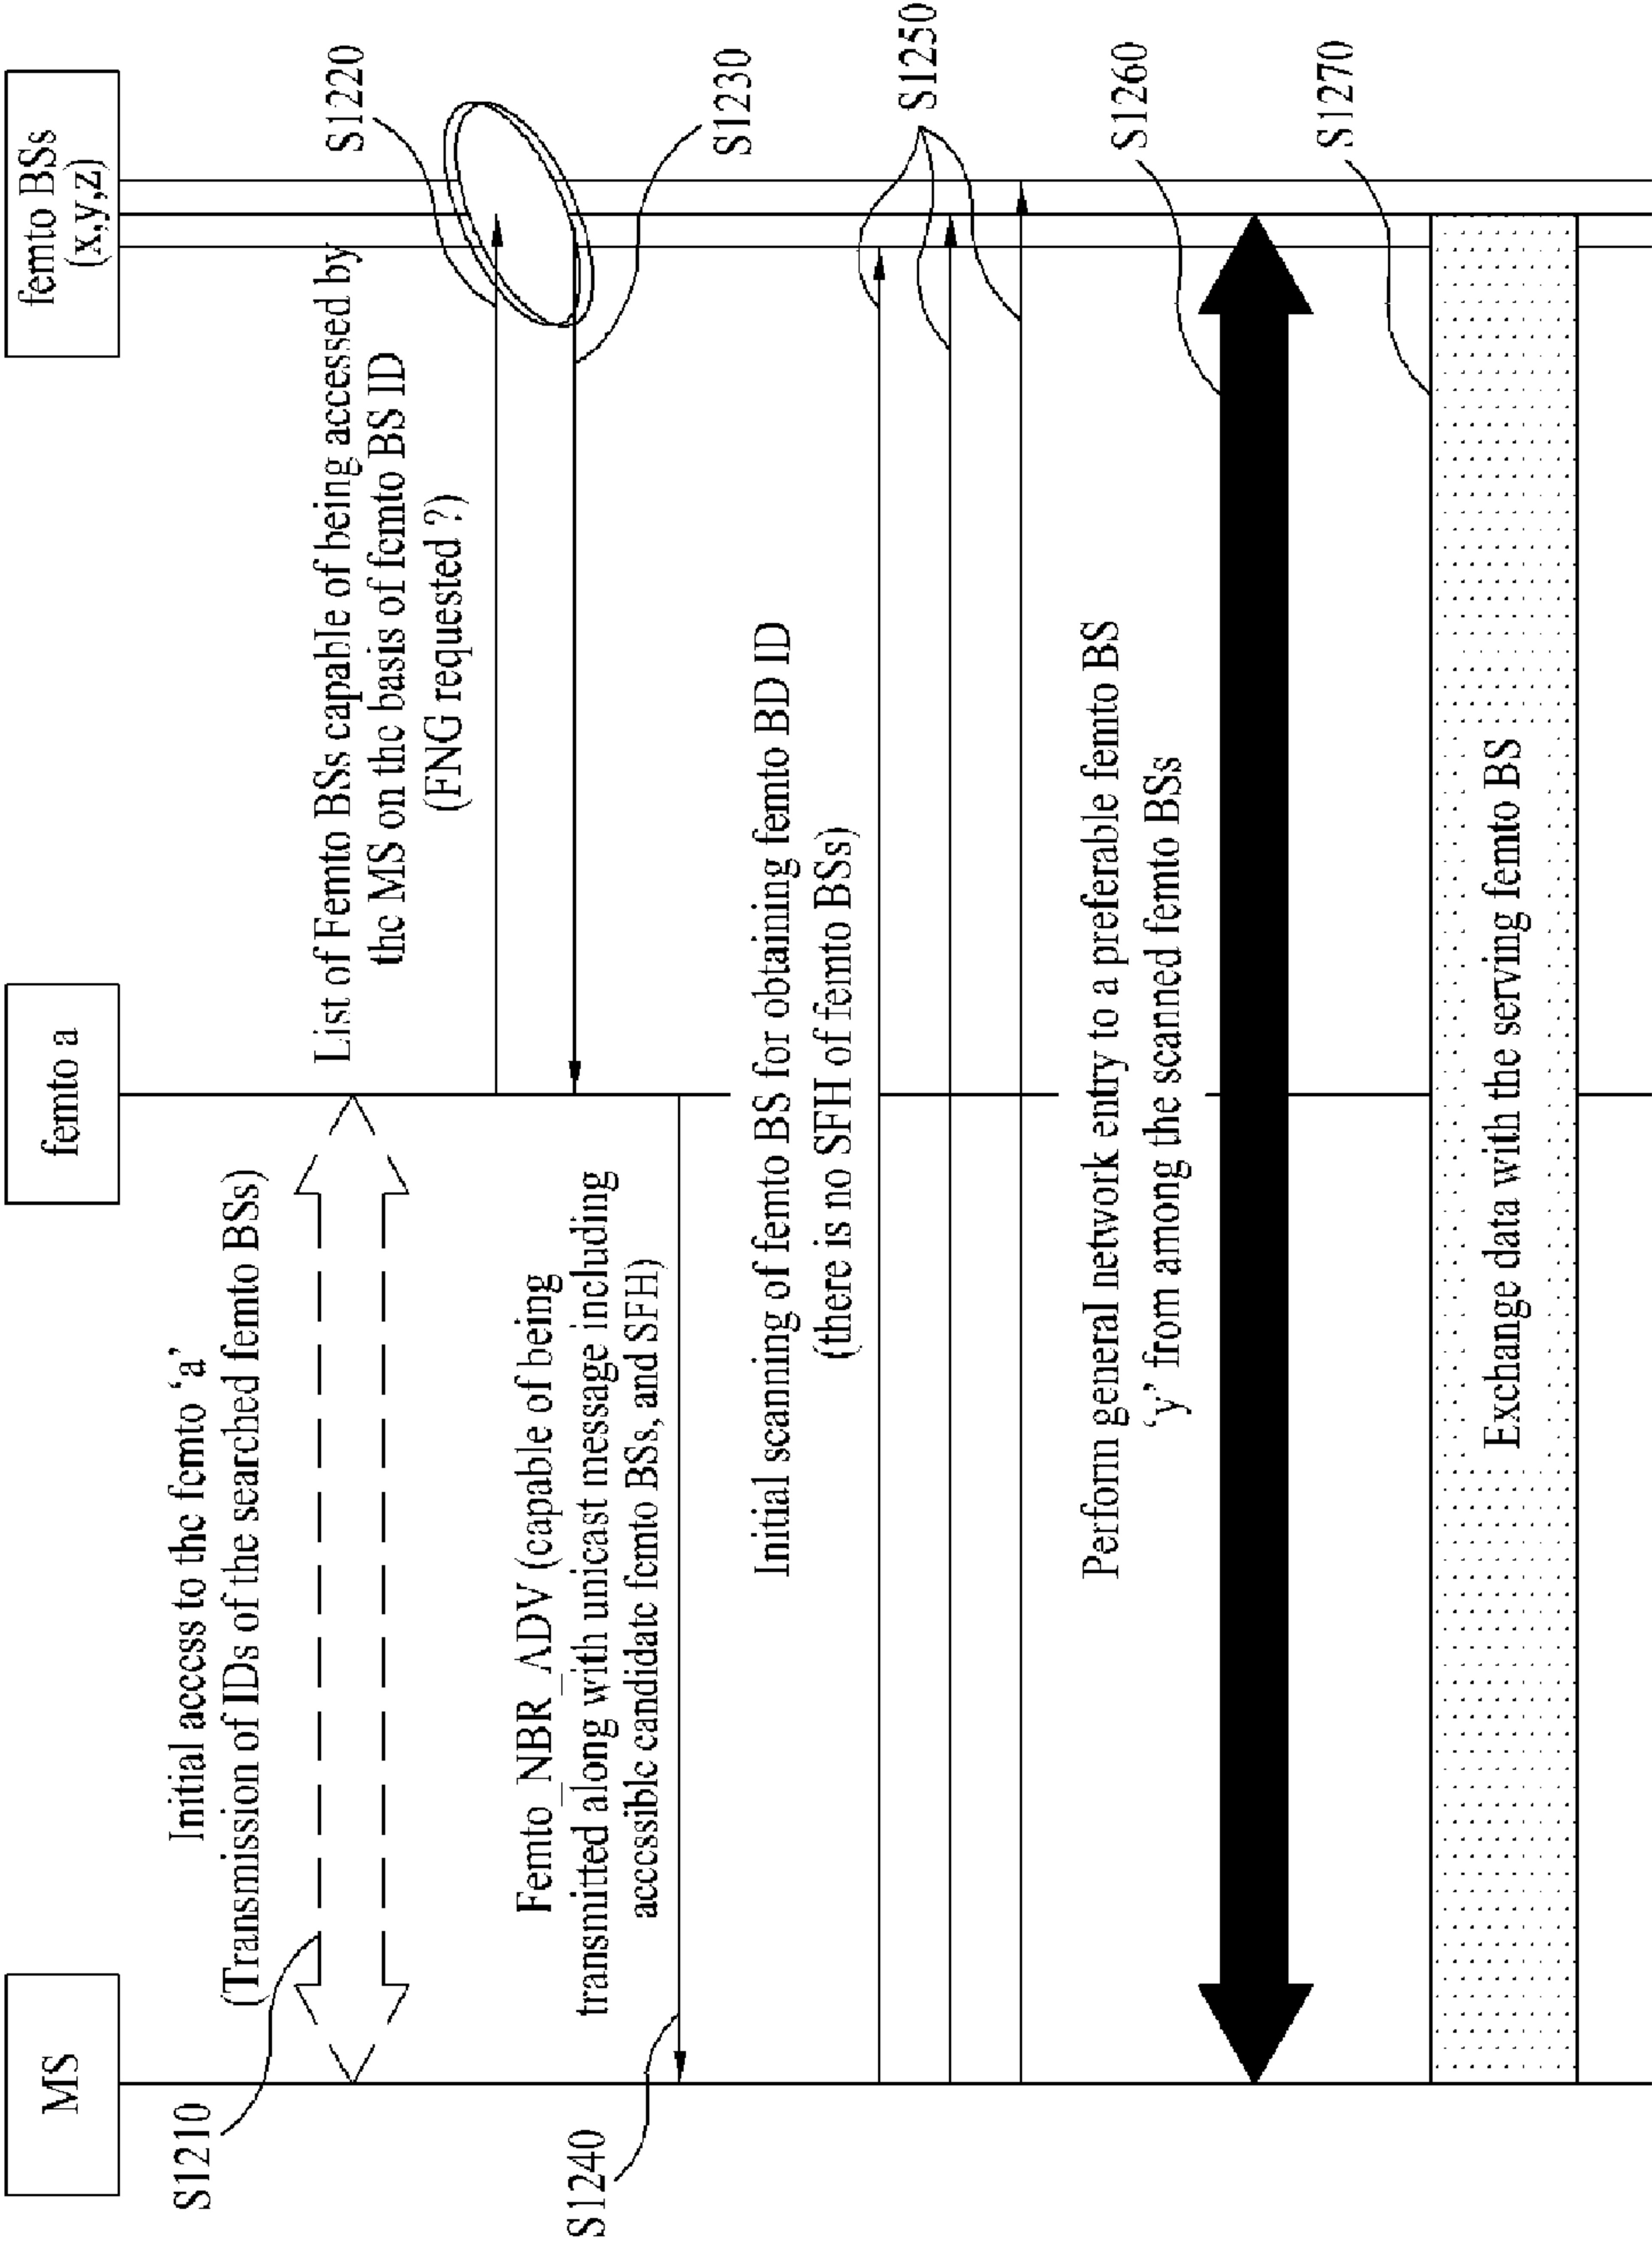 MS
femto a
femto BSs
(x,y,z)
S1210
Initial access to the femto ‘a’
(Transmission of IDs of the searched femto BSs)
List of Femto BSs capable of being accessed by
the MS on the basis of femto BS ID
(FNG requested ?)
S1220
S1230
Femto_NBR_ADV (capable of being
transmitted along with unicast message including
accessible candidate femto BSs, and SFH)
S1240
Initial scanning of femto BS for obtaining femto BD ID
(there is no SFH of femto BSs)
S1250
Perform general network entry to a preferable femto BS
‘y’ from among the scanned femto BSs
S1260
S1270
Exchange data with the serving femto BS